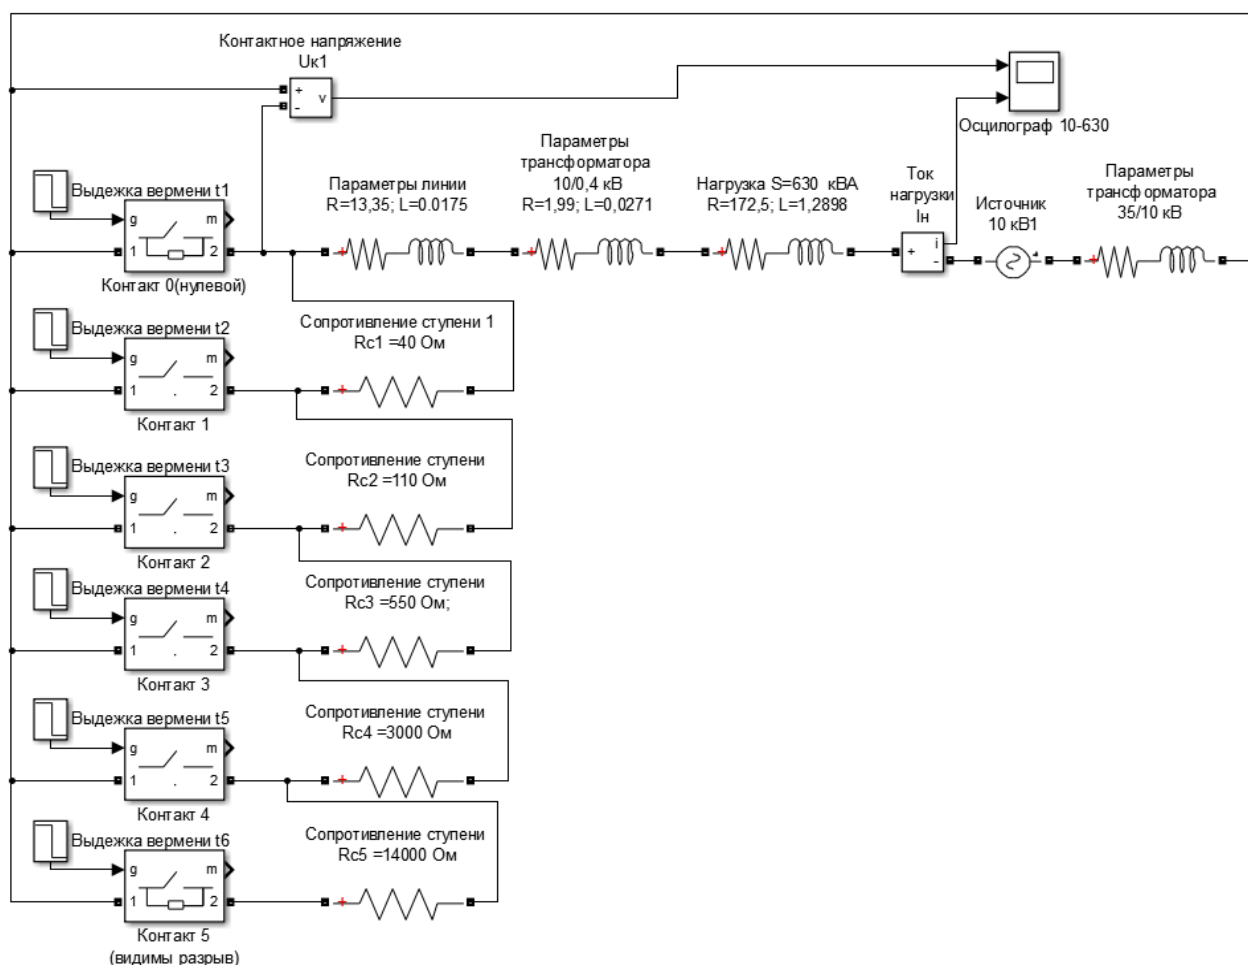 Контактное напряжение
Uк1
+
-
v
Осцилограф 10-630
Выдежка вермени t1
g
m
1
2
Контакт 0(нулевой)
Параметры линии
R=13,35; L=0.0175
Параметры
трансформатора
10/0,4 кВ
R=1,99; L=0,0271
Нагрузка S=630 кВА
R=172,5; L=1,2898
Ток
нагрузки
Iн
+
i
-
Источник
10 кВ1
Параметры
трансформатора
35/10 кВ
Выдежка вермени t2
g
m
1
2
Контакт 1
Сопротивление ступени 1
Rc1 =40 Ом
Выдежка вермени t3
g
m
1
2
Контакт 2
Сопротивление ступени
Rc2 =110 Ом
Выдежка вермени t4
g
m
1
2
Контакт 3
Сопротивление ступени
Rc3 =550 Ом;
Выдежка вермени t5
g
m
1
2
Контакт 4
Сопротивление ступени
Rc4 =3000 Ом
Выдежка вермени t6
g
m
1
2
Контакт 5
(видимы разрыв)
Сопротивление ступени
Rc5 =14000 Ом